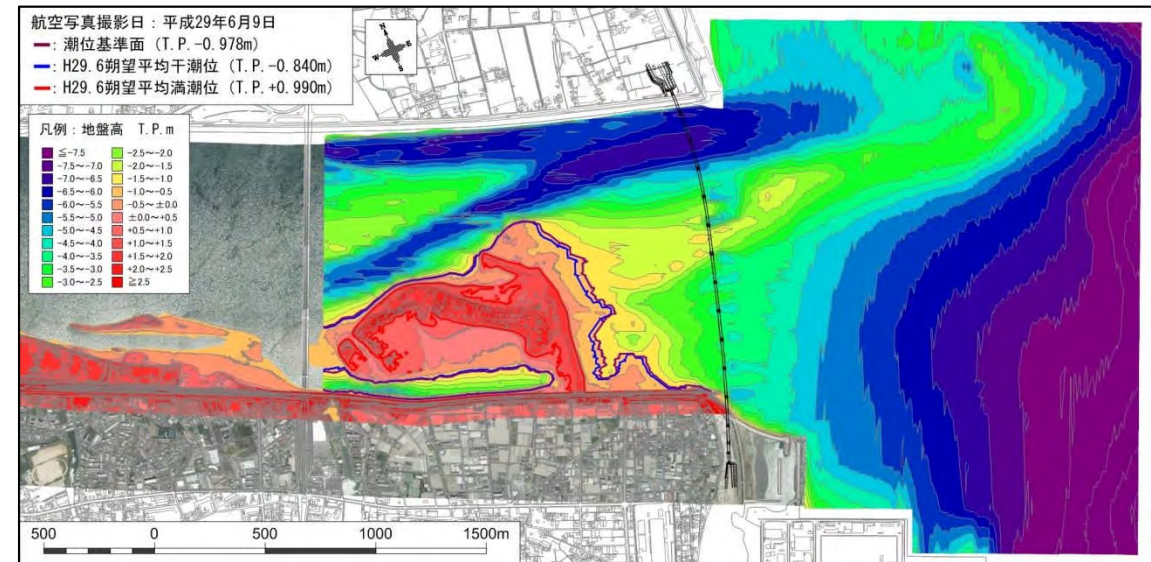 航空写真撮影日：平成29年6月9日
━：潮位基準面（T.P.-0.978m）
━：H29.6朔望平均干潮位（T.P.-0.840m）
━：H29.6朔望平均満潮位（T.P.+0.990m）
N
W E
S
凡例：地盤高　T.P.m
≦-7.5　-2.5～-2.0
-7.5～-7.0　-2.0～-1.5
-7.0～-6.5　-1.5～-1.0
-6.5～-6.0　-1.0～-0.5
-6.0～-5.5　-0.5～±0.0
-5.5～-5.0　±0.0～+0.5
-5.0～-4.5　+0.5～+1.0
-4.5～-4.0　+1.0～+1.5
-4.0～-3.5　+1.5～+2.0
-3.5～-3.0　+2.0～+2.5
-3.0～-2.5　≧2.5
500　0　500　1000　1500m